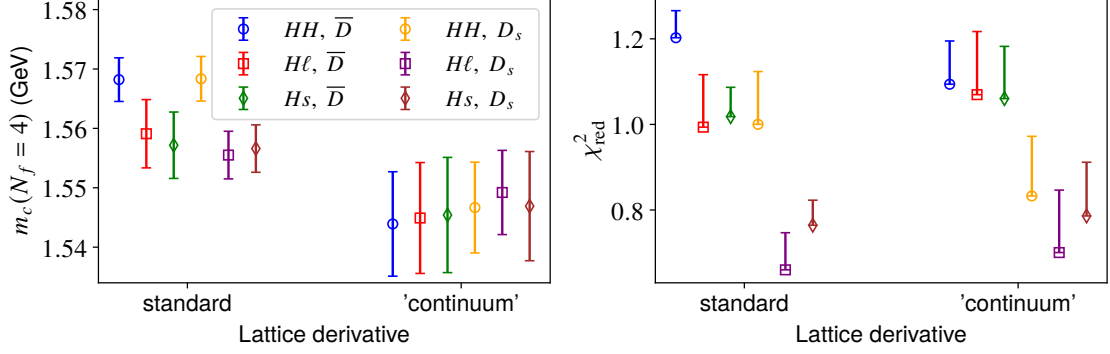 1.58
1.57
1.56
1.55
1.54
m_c(N_f = 4) (GeV)
HH, D̅
Hℓ, D̅
Hs, D̅
HH, D_s
Hℓ, D_s
Hs, D_s
standard
'continuum'
Lattice derivative
1.2
1.0
0.8
χ²_red
standard
'continuum'
Lattice derivative